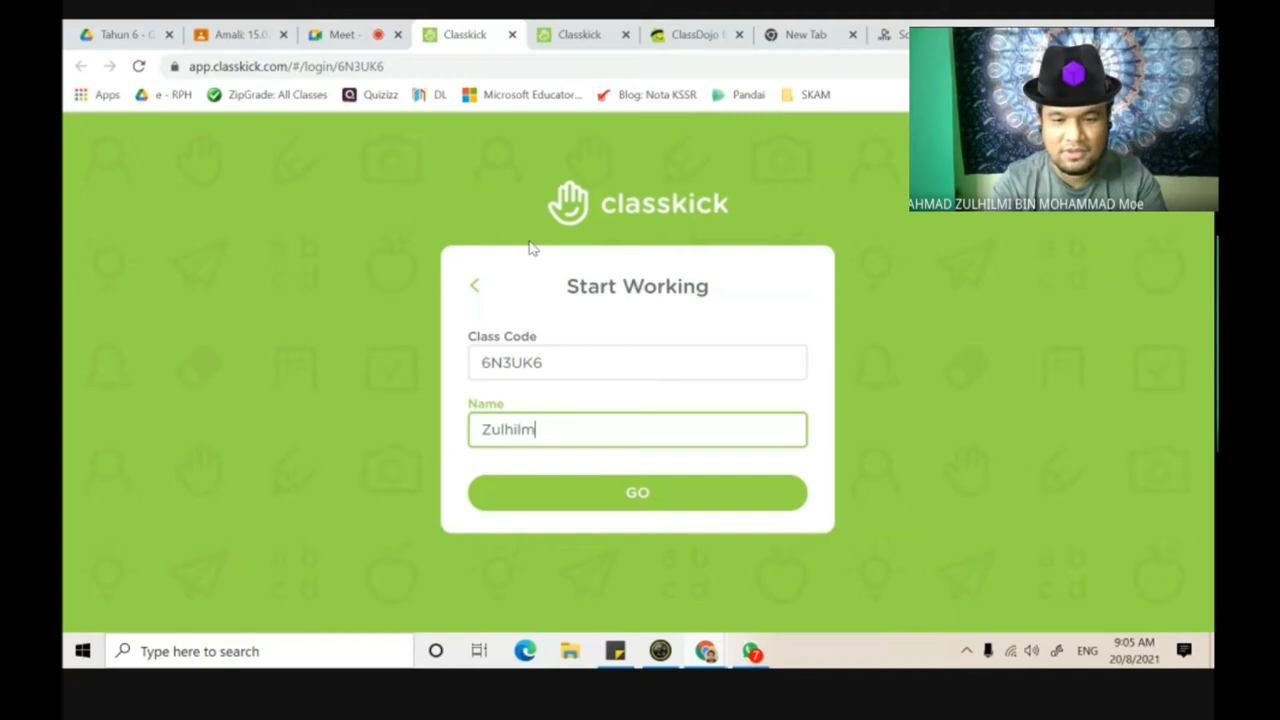 Tahun 6 - G
Amali: 15.0
Meet -
Classkick
Classkick
ClassDojo
New Tab
app.classkick.com/#/login/6N3UK6
Apps
e - RPH
ZipGrade: All Classes
Quizizz
DL
Microsoft Educator...
Blog: Nota KSSR
Pandai
SKAM
AHMAD ZULHILMI BIN MOHAMMAD Moe
classkick
Start Working
Class Code
6N3UK6
Name
Zulhilm
GO
Type here to search
7
ENG
9:05 AM
20/8/2021